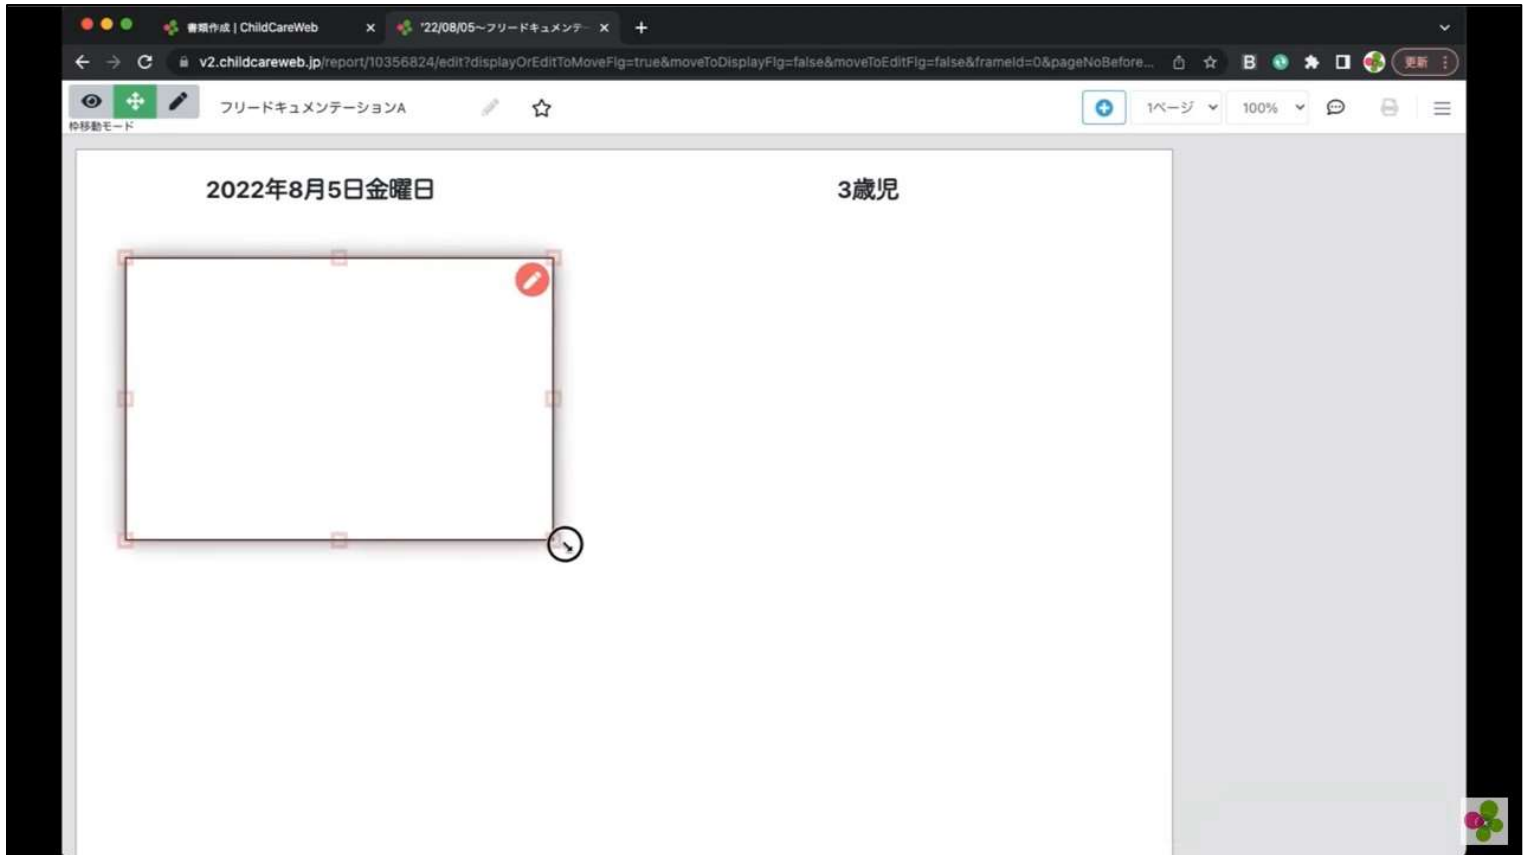 書類作成 | ChildCareWeb
'22/08/05〜フリードキュメンテ
v2.childcareweb.jp/report/10356824/edit?displayOrEditToMoveFlg=true&moveToDisplayFlg=false&moveToEditFlg=false&frameId=0&pageNoBefore...
B
更新
フリードキュメンテーションA
1ページ
100%
枠移動モード
2022年8月5日金曜日
3歳児